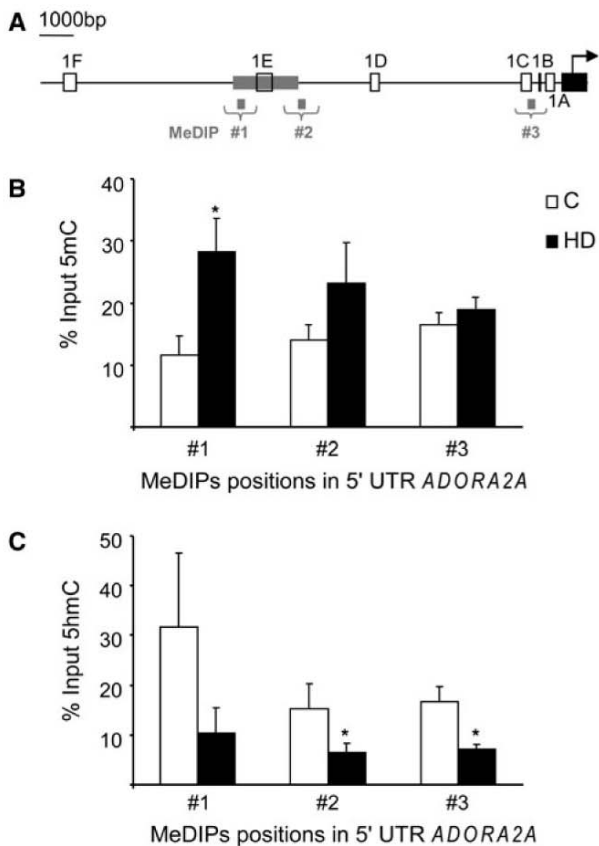 A
1000bp
1F 1E 1D 1C 1B
1A
MeDIP #1 #2 #3
B
40
30
20
10
% Input 5mC
*
C
HD
#1 #2 #3
MeDIPs positions in 5' UTR ADORA2A
C
50
40
30
20
10
% Input 5hmC
* *
#1 #2 #3
MeDIPs positions in 5' UTR ADORA2A